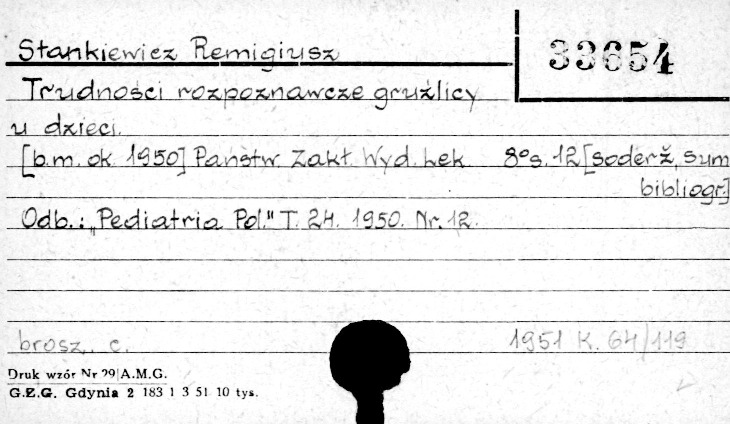 Stankiewicz Remigiusz
33654
Trudności rozpoznawcze gruźlicy
u dzieci.
[b.m. ok. 1950] Państw. Zakł. Wyd. Lek. 8°s. 12 [soderž, sum
bibliogr.]
Odb.: „Pediatria Pol." T. 24. 1950. Nr. 12.
brosz. c. 1951 K. 64/119
Druk wzór Nr 29 A.M.G.
G.Z.G. Gdynia 2 183 1 3 51 10 tys.